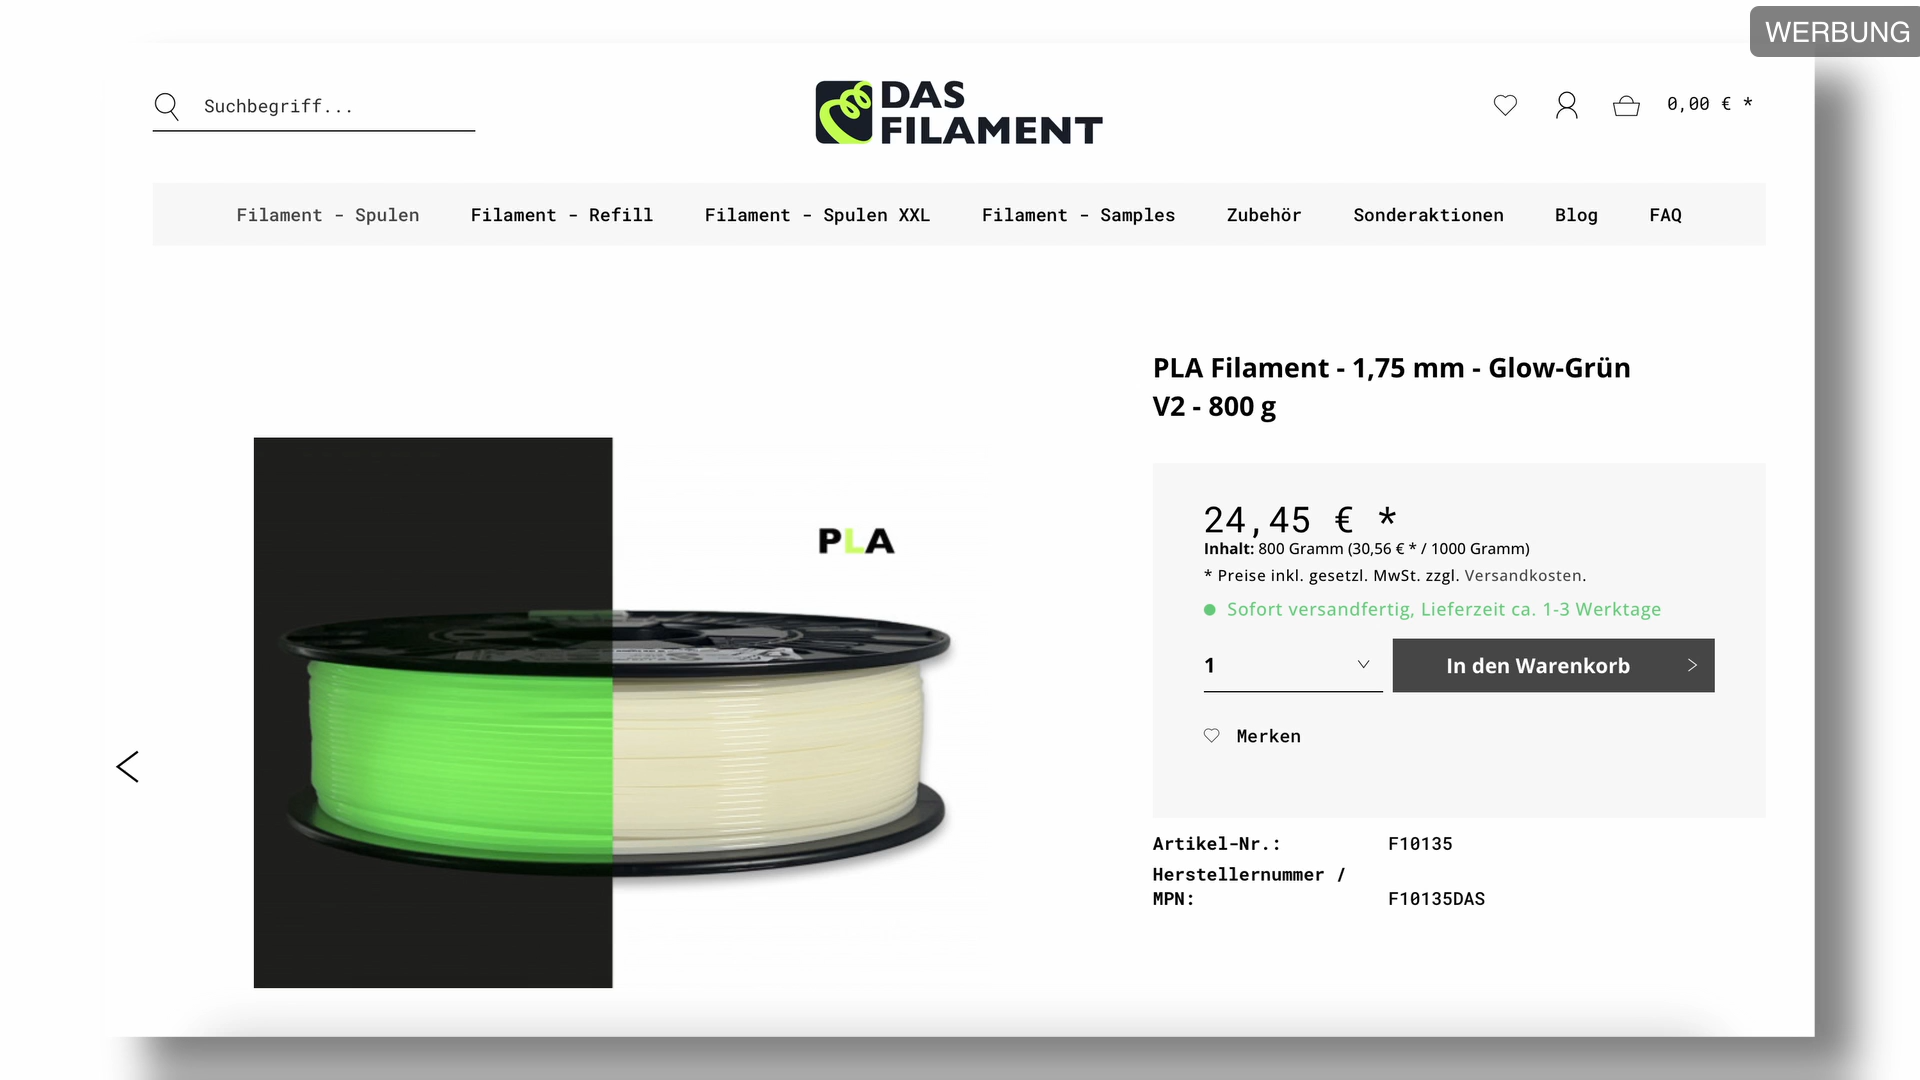 WERBUNG
Suchbegriff...
DAS
FILAMENT
0,00 € *
Filament - Spulen
Filament - Refill
Filament - Spulen XXL
Filament - Samples
Zubehör
Sonderaktionen
Blog
FAQ
PLA Filament - 1,75 mm - Glow-Grün
V2 - 800 g
PLA
24,45 € *
Inhalt: 800 Gramm (30,56 € * / 1000 Gramm)
* Preise inkl. gesetzl. MwSt. zzgl. Versandkosten.
Sofort versandfertig, Lieferzeit ca. 1-3 Werktage
1
In den Warenkorb
Merken
Artikel-Nr.: F10135
Herstellernummer /
MPN: F10135DAS